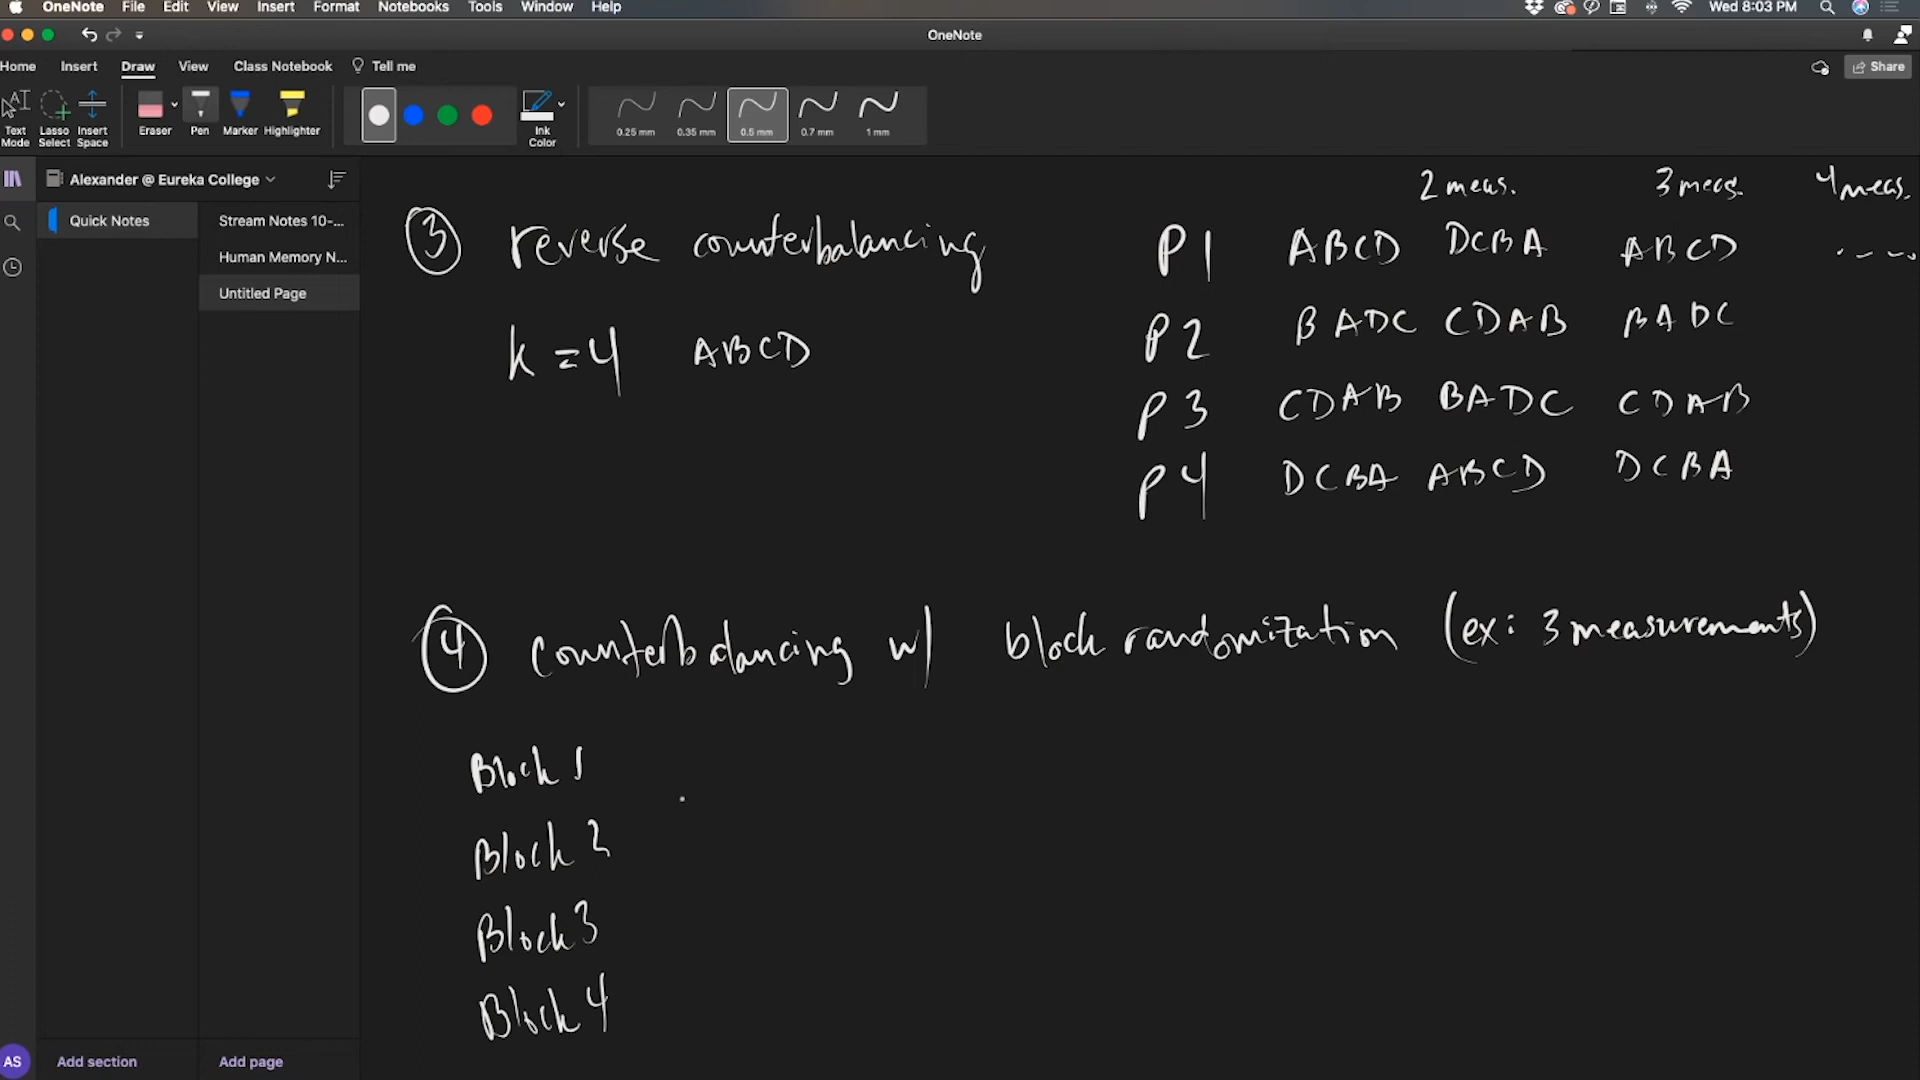 OneNote File Edit View Insert Format Notebooks Tools Window Help Wed 8:03 PM
OneNote
Home Insert Draw View Class Notebook Tell me Share
Text Mode Lasso Select Insert Space Eraser Pen Marker Highlighter Ink Color 0.25 mm 0.35 mm 0.5 mm 0.7 mm 1 mm
Alexander @ Eureka College
Quick Notes
Stream Notes 10-...
Human Memory N...
Untitled Page
2 meas. 3 meas. 4 meas.
③ reverse counterbalancing
k = 4 ABCD
P1 ABCD DCBA ABCD ----
P2 BADC CDAB BADC
P3 CDAB BADC CDAB
P4 DCBA ABCD DCBA
④ counterbalancing w/ block randomization (ex: 3 measurements)
Block 1
Block 2
Block 3
Block 4
AS Add section Add page